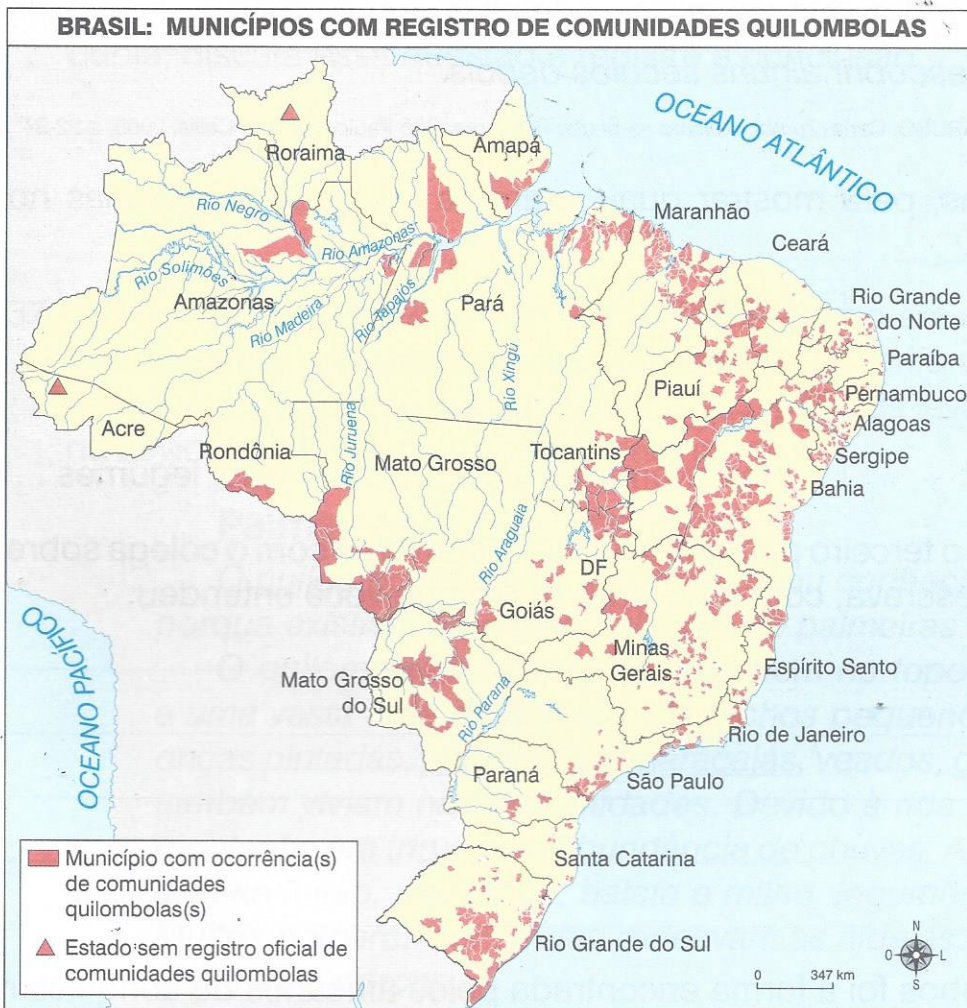 BRASIL: MUNICÍPIOS COM REGISTRO DE COMUNIDADES QUILOMBOLAS
OCEANO ATLÂNTICO
Roraima
Amapá
Rio Negro
Rio Amazonas
Maranhão
Ceará
Rio Solimões
Amazonas
Rio Madeira
Rio Tapajós
Pará
Rio Xingú
Rio Grande
do Norte
Paraíba
Piauí
Pernambuco
Alagoas
Sergipe
Acre
Rondônia
Rio Juruena
Mato Grosso
Tocantins
Bahia
Rio Araguaia
DF
Goiás
Minas
Gerais
Espírito Santo
OCEANO PACÍFICO
Mato Grosso
do Sul
Rio Paraná
Rio de Janeiro
São Paulo
Paraná
Santa Catarina
Rio Grande do Sul
Município com ocorrência(s)
de comunidades
quilombolas(s)
Estado sem registro oficial de
comunidades quilombolas
N
O
L
S
0 347 km